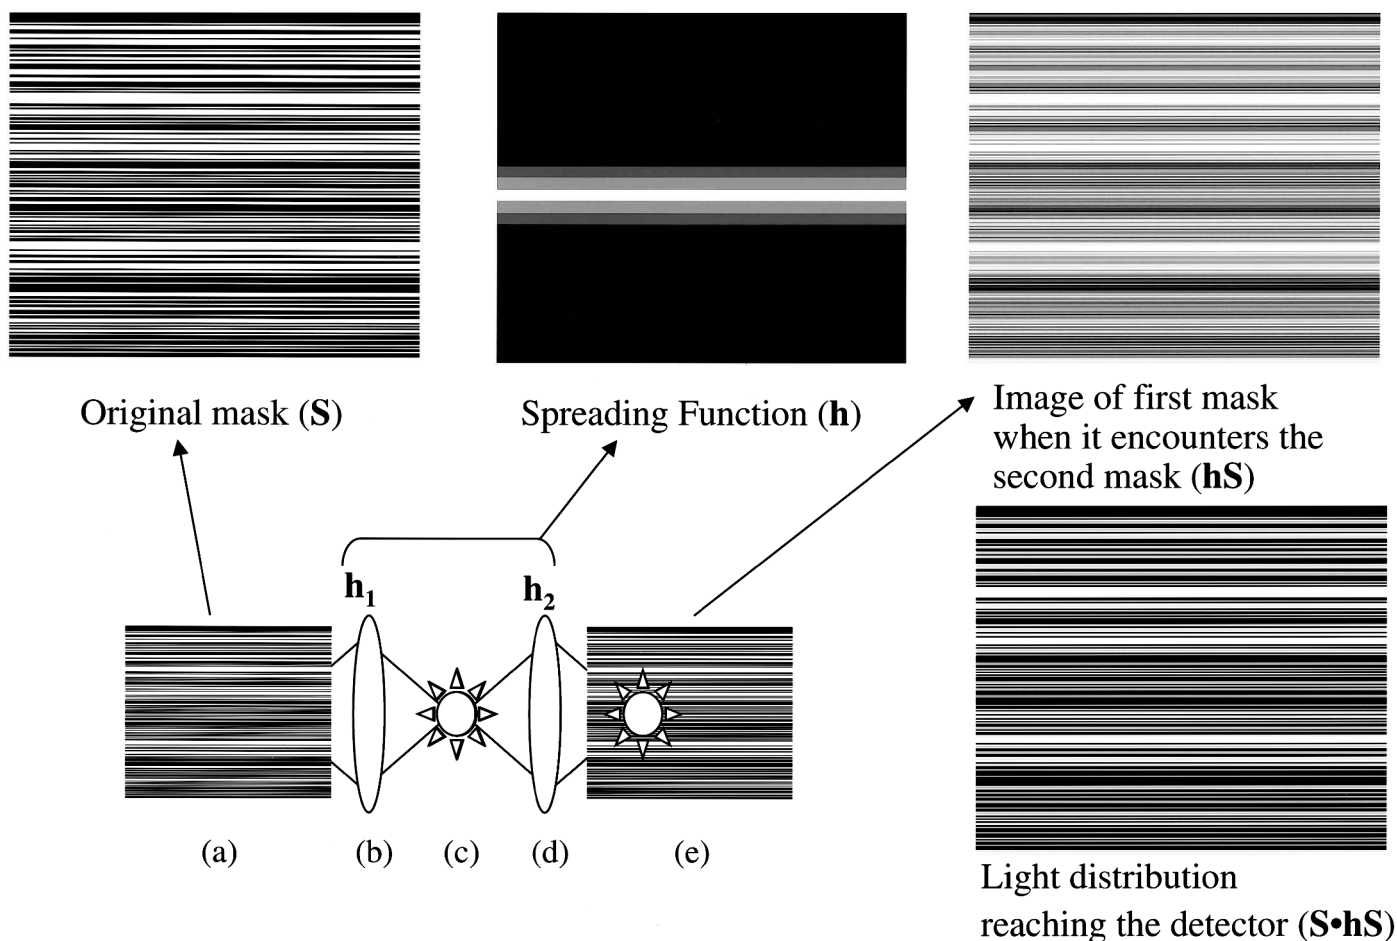 Original mask (S)
Spreading Function (h)
Image of first mask
when it encounters the
second mask (hS)
h1
h2
(a)
(b)
(c)
(d)
(e)
Light distribution
reaching the detector (S•hS)